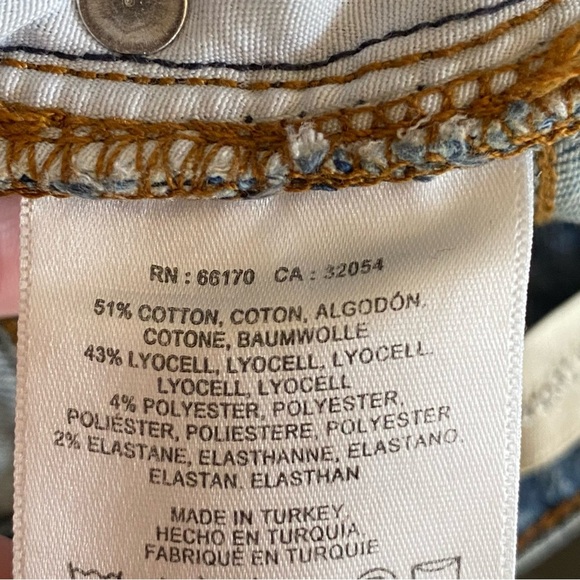 RN : 66170 CA : 32054
51% COTTON, COTON, ALGODÓN,
COTONE, BAUMWOLLE
43% LYOCELL, LYOCELL, LYOCELL,
LYOCELL, LYOCELL
4% POLYESTER, POLYESTER,
POLIÉSTER, POLIESTERE, POLYESTER
2% ELASTANE, ELASTHANNE, ELASTANO,
ELASTAN, ELASTHAN
MADE IN TURKEY,
HECHO EN TURQUÍA,
FABRIQUÉ EN TURQUIE